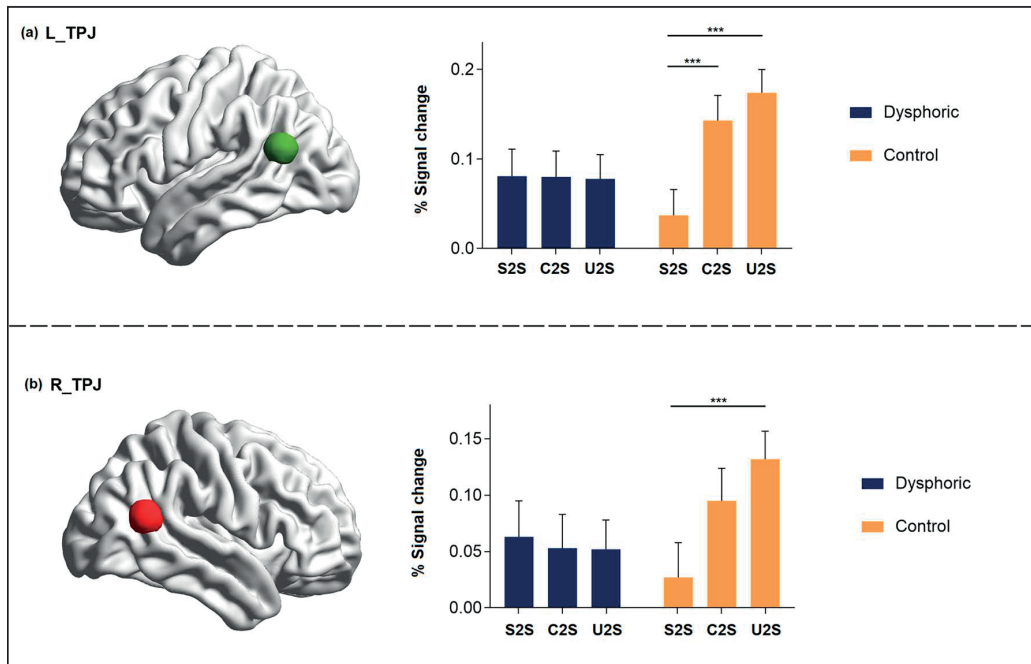 (a) L_TPJ
% Signal change
0.2
0.1
0.0
***
***
S2S C2S U2S S2S C2S U2S
Dysphoric
Control
(b) R_TPJ
% Signal change
0.15
0.10
0.05
0.00
***
S2S C2S U2S S2S C2S U2S
Dysphoric
Control